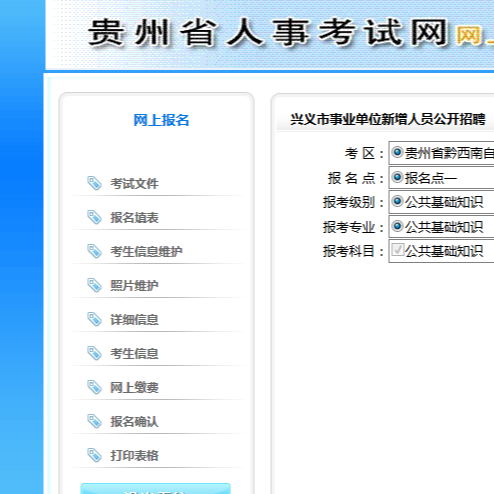 贵州省人事考试网 网上
网上报名
考试文件
报名填表
考生信息维护
照片维护
详细信息
考生信息
网上缴费
报名确认
打印表格
兴义市事业单位新增人员公开招聘
考 区：贵州省黔西南自
报 名 点：报名点一
报考级别：公共基础知识
报考专业：公共基础知识
报考科目：公共基础知识